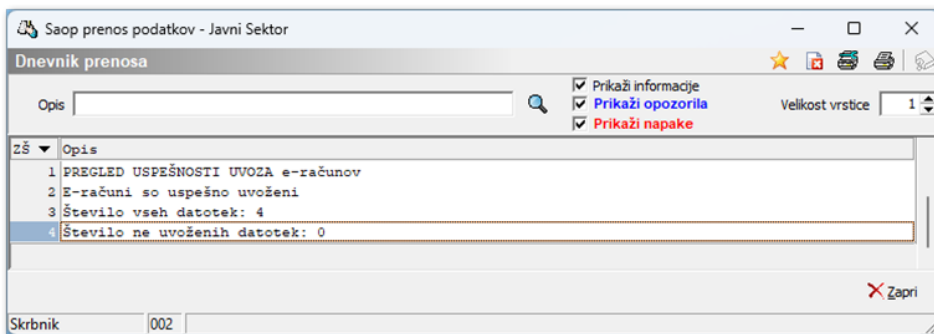 Saop prenos podatkov - Javni Sektor
Dnevnik prenosa
Opis
Prikaži informacije
Prikaži opozorila
Prikaži napake
Velikost vrstice 1
ZŠ Opis
1 PREGLED USPEŠNOSTI UVOZA e-računov
2 E-računi so uspešno uvoženi
3 Število vseh datotek: 4
4 Število ne uvoženih datotek: 0
Zapri
Skrbnik 002